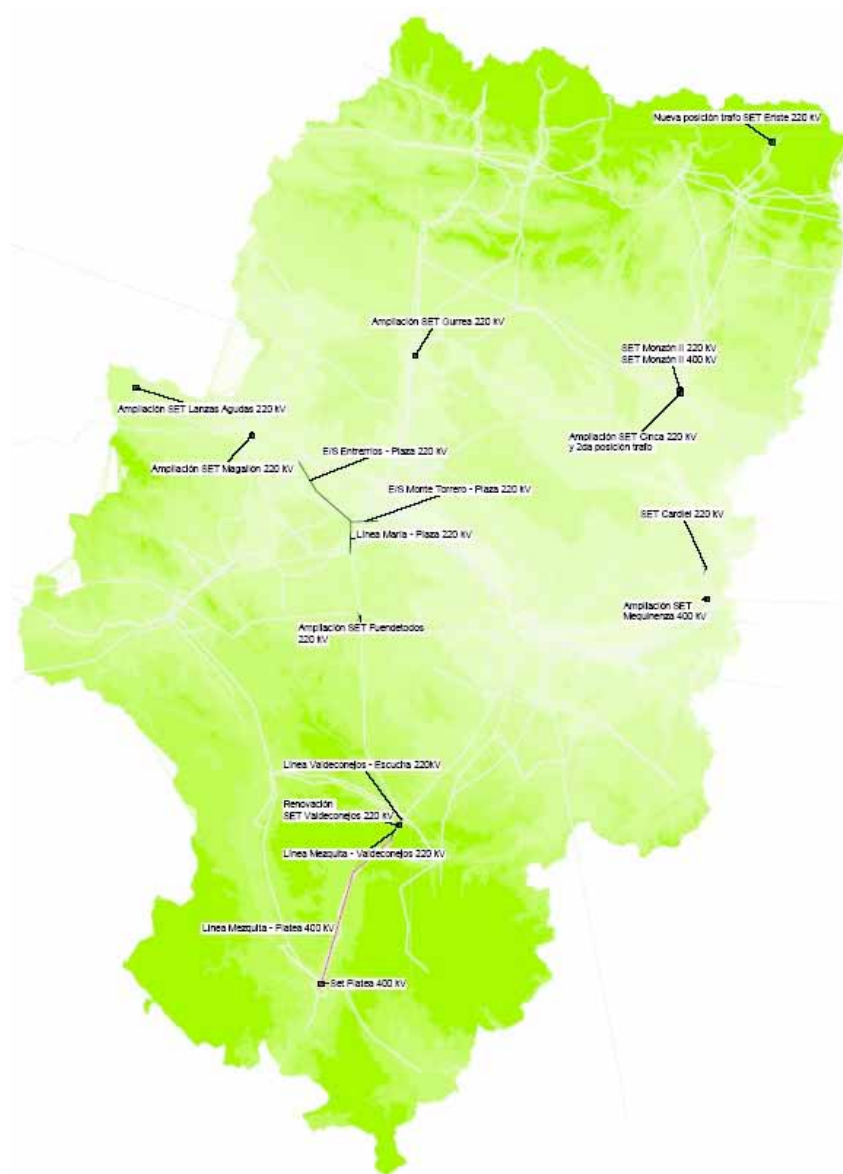 Nueva posición trafo SET Eriste 220 kV
Ampliación SET Gurrea 220 kV
SET Monzón II 220 kV
SET Monzón II 400 kV
Ampliación SET Lanzas Agudas 220 kV
Ampliación SET Cinca 220 kV
y 2da posición trafo
E/S Entrerríos - Plaza 220 kV
Ampliación SET Magallón 220 kV
E/S Monte Torrero - Plaza 220 kV
SET Cardiel 220 kV
Línea María - Plaza 220 kV
Ampliación SET
Mequinenza 400 kV
Ampliación SET Fuendetodos
220 kV
Línea Valdeconejos - Escucha 220kV
Renovación
SET Valdeconejos 220 kV
Línea Mezquita - Valdeconejos 220 kV
Línea Mezquita - Platea 400 kV
Set Platea 400 kV